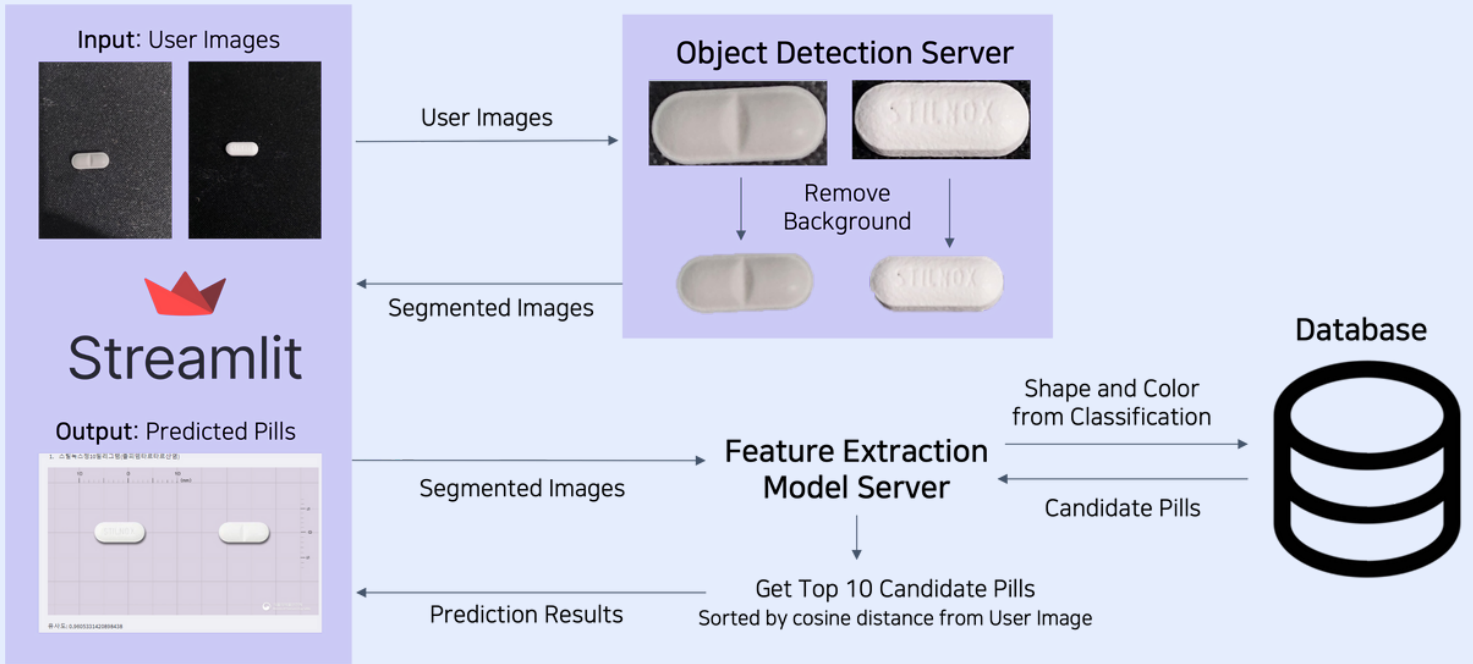 Input: User Images
Object Detection Server
User Images
STILNOX
Remove
Background
STILNOX
Segmented Images
Streamlit
Database
Shape and Color
from Classification
Output: Predicted Pills
Feature Extraction
Model Server
Segmented Images
Candidate Pills
Get Top 10 Candidate Pills
Sorted by cosine distance from User Image
Prediction Results